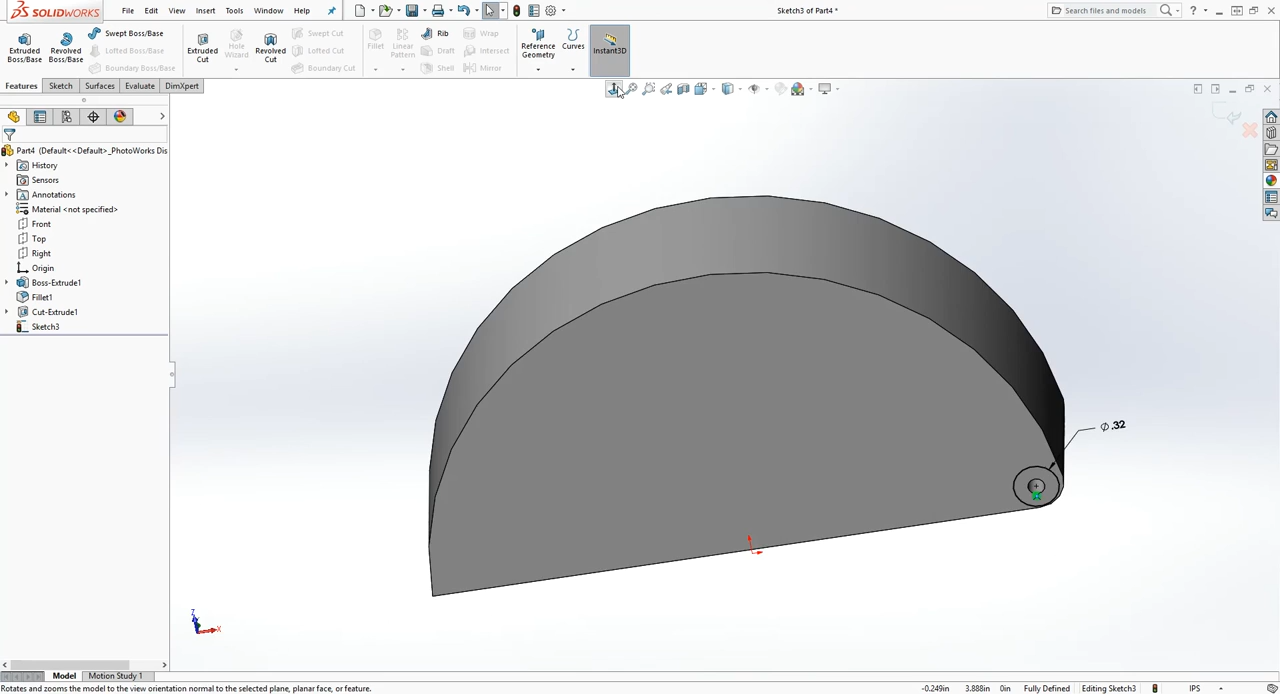 SOLIDWORKS
File Edit View Insert Tools Window Help
Sketch3 of Part4 *
Search files and models
Extruded Boss/Base
Revolved Boss/Base
Swept Boss/Base
Lofted Boss/Base
Boundary Boss/Base
Extruded Cut
Hole Wizard
Revolved Cut
Swept Cut
Lofted Cut
Boundary Cut
Fillet
Linear Pattern
Rib
Draft
Shell
Wrap
Intersect
Mirror
Reference Geometry
Curves
Instant3D
Features Sketch Surfaces Evaluate DimXpert
Part4 (Default<<Default>_PhotoWorks Dis
History
Sensors
Annotations
Material <not specified>
Front
Top
Right
Origin
Boss-Extrude1
Fillet1
Cut-Extrude1
Sketch3
∅.32
Z
X
Model Motion Study 1
Rotates and zooms the model to the view orientation normal to the selected plane, planar face, or feature.
-0.249in 3.888in 0in Fully Defined Editing Sketch3 IPS